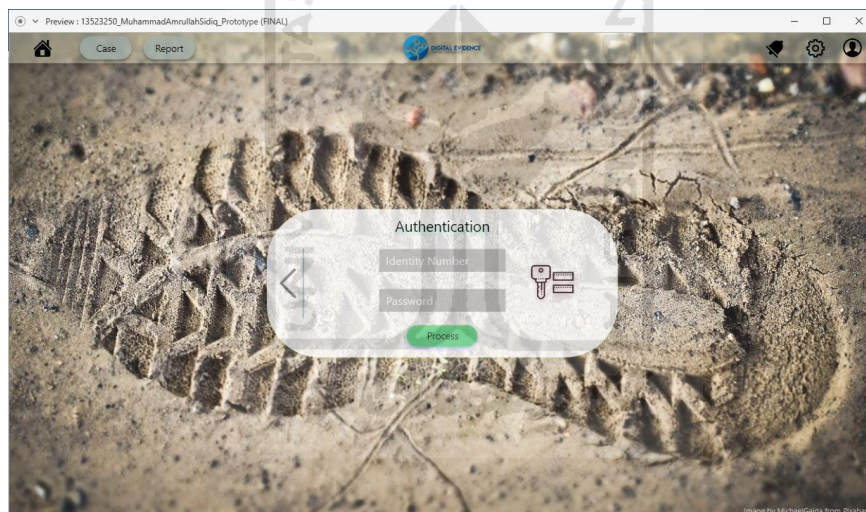 Preview : 13523250_MuhammadAmrullahSidiq_Prototype (FINAL)
Case Report DIGITAL EVIDENCE
Authentication
Identity Number
Password
Process
Image by MichaelGaida from Pixabay